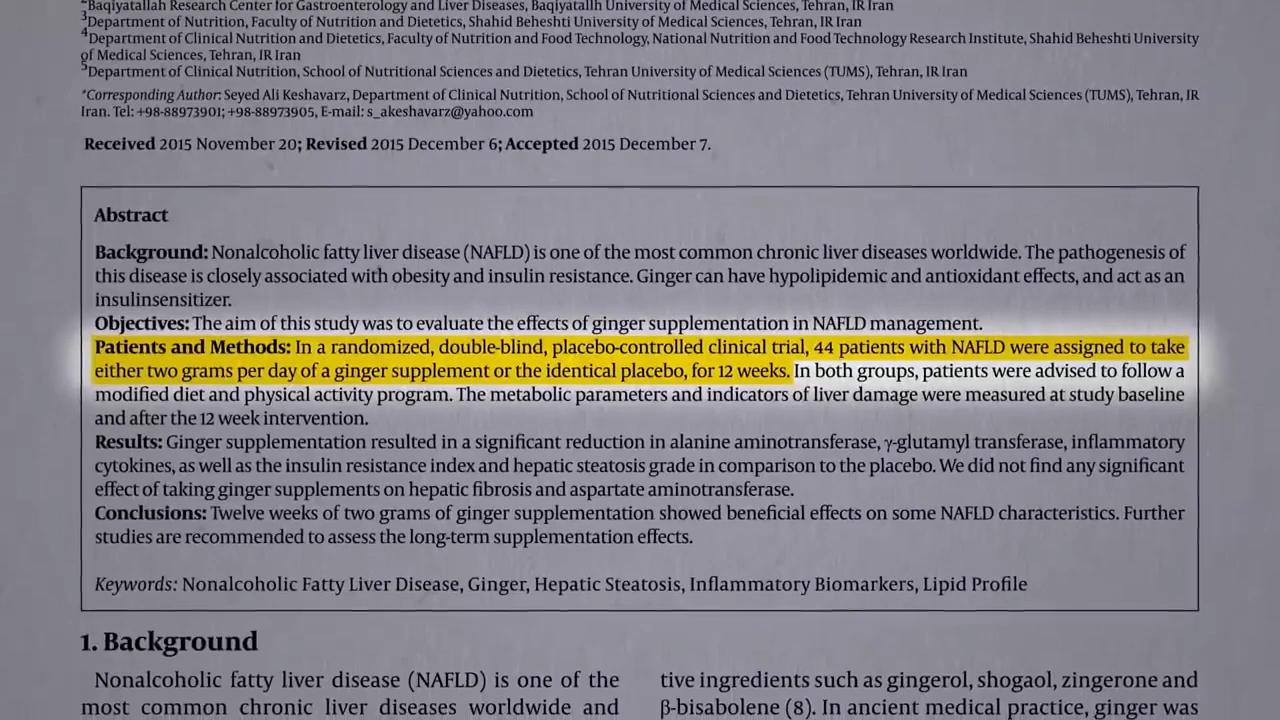 ²Baqiyatallah Research Center for Gastroenterology and Liver Diseases, Baqiyatallh University of Medical Sciences, Tehran, IR Iran
³Department of Nutrition, Faculty of Nutrition and Dietetics, Shahid Beheshti University of Medical Sciences, Tehran, IR Iran
⁴Department of Clinical Nutrition and Dietetics, Faculty of Nutrition and Food Technology, National Nutrition and Food Technology Research Institute, Shahid Beheshti University
of Medical Sciences, Tehran, IR Iran
⁵Department of Clinical Nutrition, School of Nutritional Sciences and Dietetics, Tehran University of Medical Sciences (TUMS), Tehran, IR Iran
*Corresponding Author: Seyed Ali Keshavarz, Department of Clinical Nutrition, School of Nutritional Sciences and Dietetics, Tehran University of Medical Sciences (TUMS), Tehran, IR
Iran. Tel: +98-88973901; +98-88973905, E-mail: s_akeshavarz@yahoo.com
Received 2015 November 20; Revised 2015 December 6; Accepted 2015 December 7.
Abstract
Background: Nonalcoholic fatty liver disease (NAFLD) is one of the most common chronic liver diseases worldwide. The pathogenesis of
this disease is closely associated with obesity and insulin resistance. Ginger can have hypolipidemic and antioxidant effects, and act as an
insulinsensitizer.
Objectives: The aim of this study was to evaluate the effects of ginger supplementation in NAFLD management.
Patients and Methods: In a randomized, double-blind, placebo-controlled clinical trial, 44 patients with NAFLD were assigned to take
either two grams per day of a ginger supplement or the identical placebo, for 12 weeks. In both groups, patients were advised to follow a
modified diet and physical activity program. The metabolic parameters and indicators of liver damage were measured at study baseline
and after the 12 week intervention.
Results: Ginger supplementation resulted in a significant reduction in alanine aminotransferase, γ-glutamyl transferase, inflammatory
cytokines, as well as the insulin resistance index and hepatic steatosis grade in comparison to the placebo. We did not find any significant
effect of taking ginger supplements on hepatic fibrosis and aspartate aminotransferase.
Conclusions: Twelve weeks of two grams of ginger supplementation showed beneficial effects on some NAFLD characteristics. Further
studies are recommended to assess the long-term supplementation effects.
Keywords: Nonalcoholic Fatty Liver Disease, Ginger, Hepatic Steatosis, Inflammatory Biomarkers, Lipid Profile
1. Background
Nonalcoholic fatty liver disease (NAFLD) is one of the
most common chronic liver diseases worldwide and
tive ingredients such as gingerol, shogaol, zingerone and
β-bisabolene (8). In ancient medical practice, ginger was